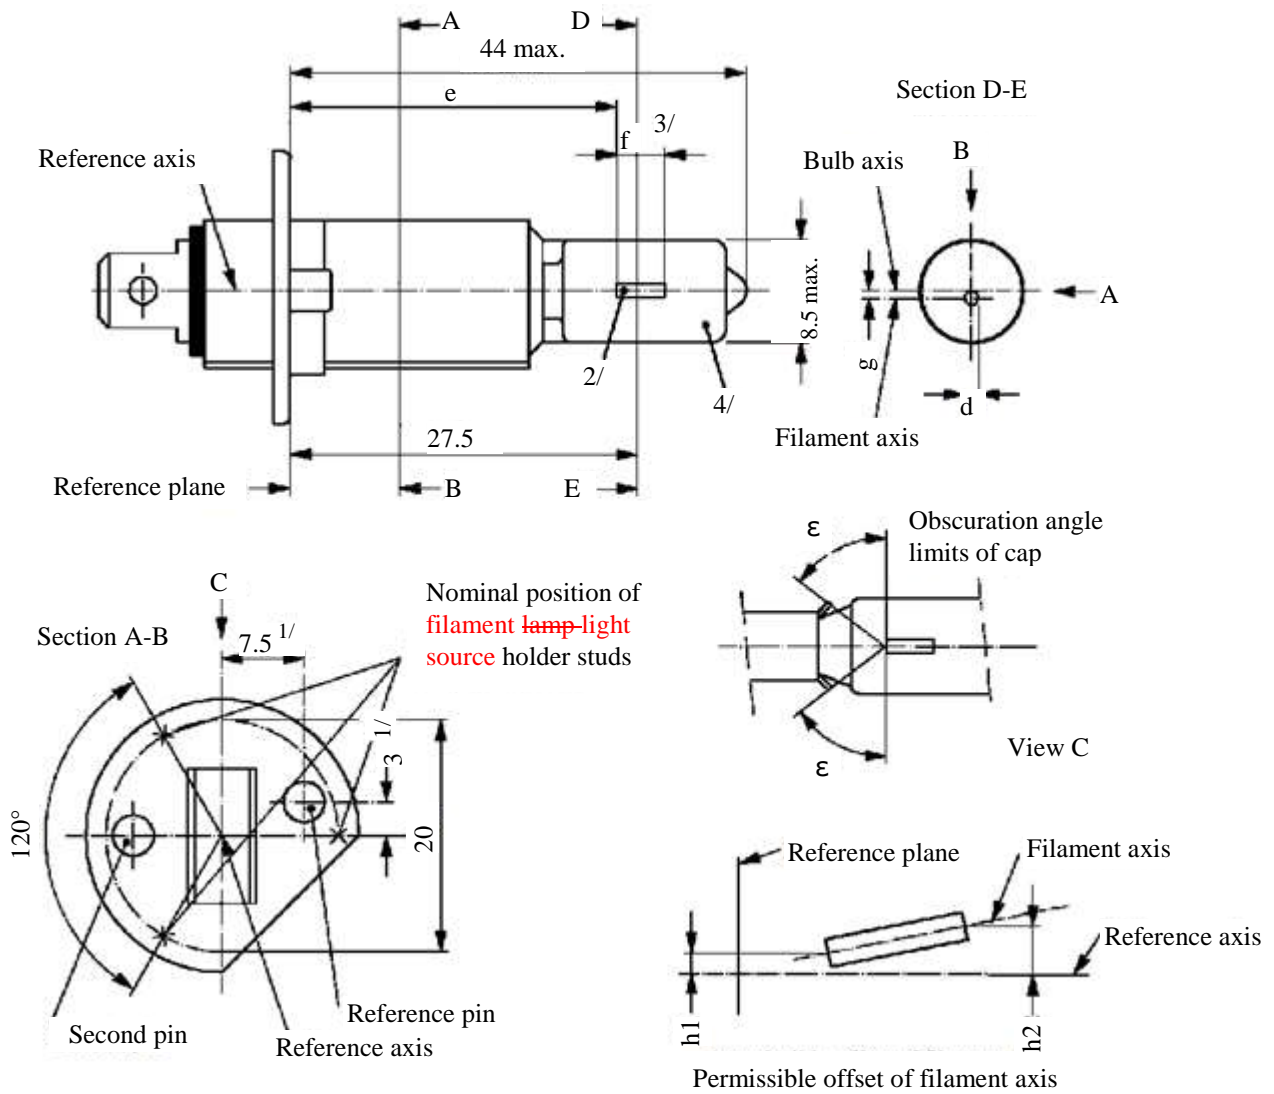 A
D
44 max.
e
Section D-E
3/
f
Reference axis
Bulb axis
B
8.5 max.
A
g
2/
4/
d
27.5
Filament axis
Reference plane
B
E
ε
Obscuration angle
limits of cap
C
Nominal position of
filament lamp light
source holder studs
Section A-B
7.5 1/
1/
3
ε
View C
120°
20
Reference plane
Filament axis
Reference axis
h1
h2
Reference pin
Second pin
Reference axis
Permissible offset of filament axis